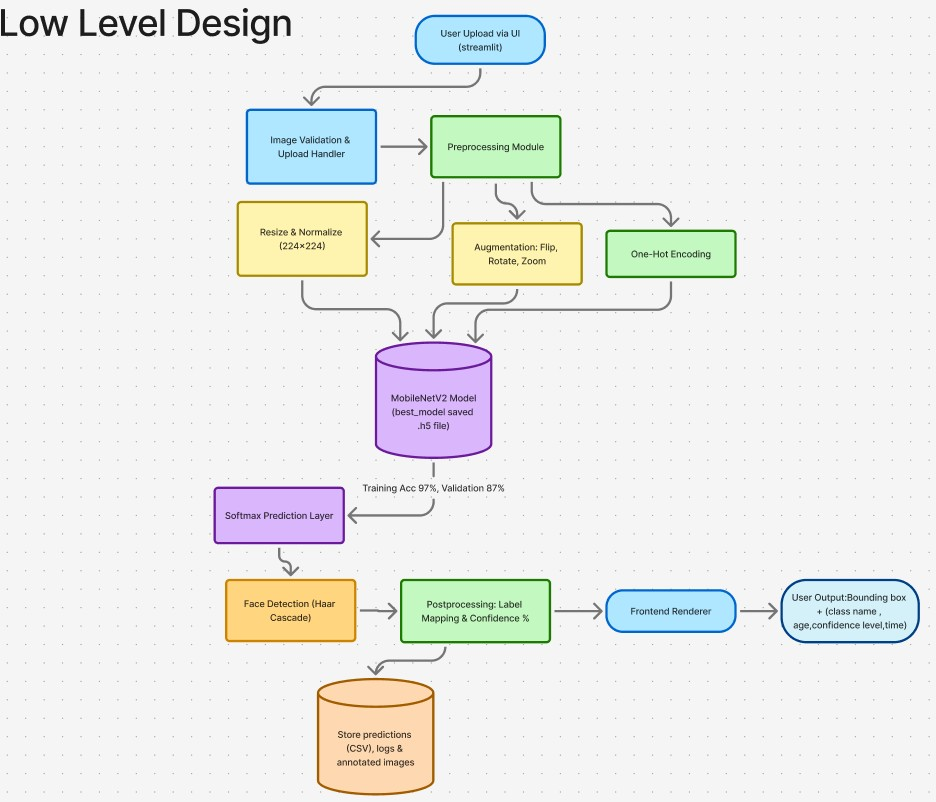 Low Level Design
User Upload via UI
(streamlit)
Image Validation &
Upload Handler
Preprocessing Module
Resize & Normalize
(224×224)
Augmentation: Flip,
Rotate, Zoom
One-Hot Encoding
MobileNetV2 Model
(best_model saved
.h5 file)
Training Acc 97%, Validation 87%
Softmax Prediction Layer
Face Detection (Haar
Cascade)
Postprocessing: Label
Mapping & Confidence %
Frontend Renderer
User Output:Bounding box
+ (class name ,
age,confidence level,time)
Store predictions
(CSV), logs &
annotated images